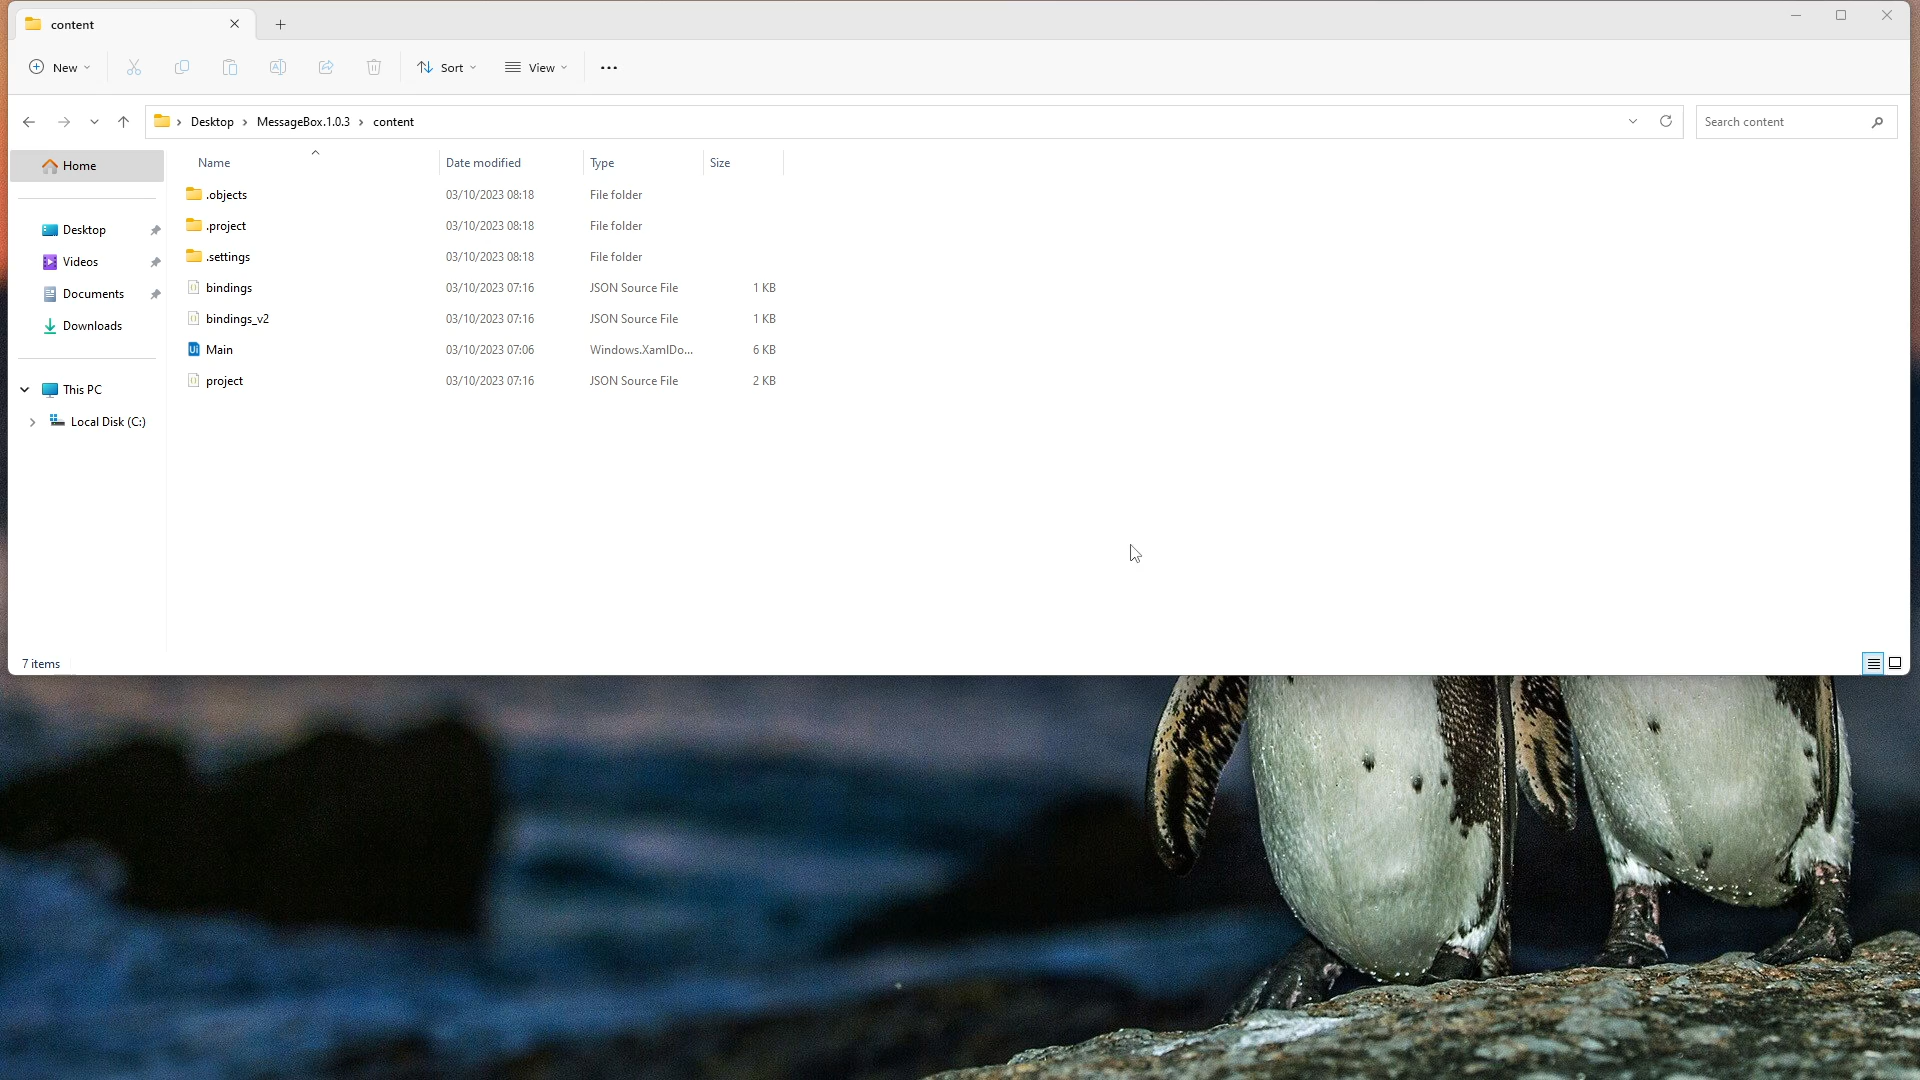 content
New
Sort
View
Desktop
MessageBox.1.0.3
content
Search content
Home
Name
Date modified
Type
Size
.objects
03/10/2023 08:18
File folder
.project
03/10/2023 08:18
File folder
Desktop
.settings
03/10/2023 08:18
File folder
Videos
bindings
03/10/2023 07:16
JSON Source File
1 KB
Documents
bindings_v2
03/10/2023 07:16
JSON Source File
1 KB
Downloads
Main
03/10/2023 07:06
Windows.XamlDo...
6 KB
project
03/10/2023 07:16
JSON Source File
2 KB
This PC
Local Disk (C:)
7 items